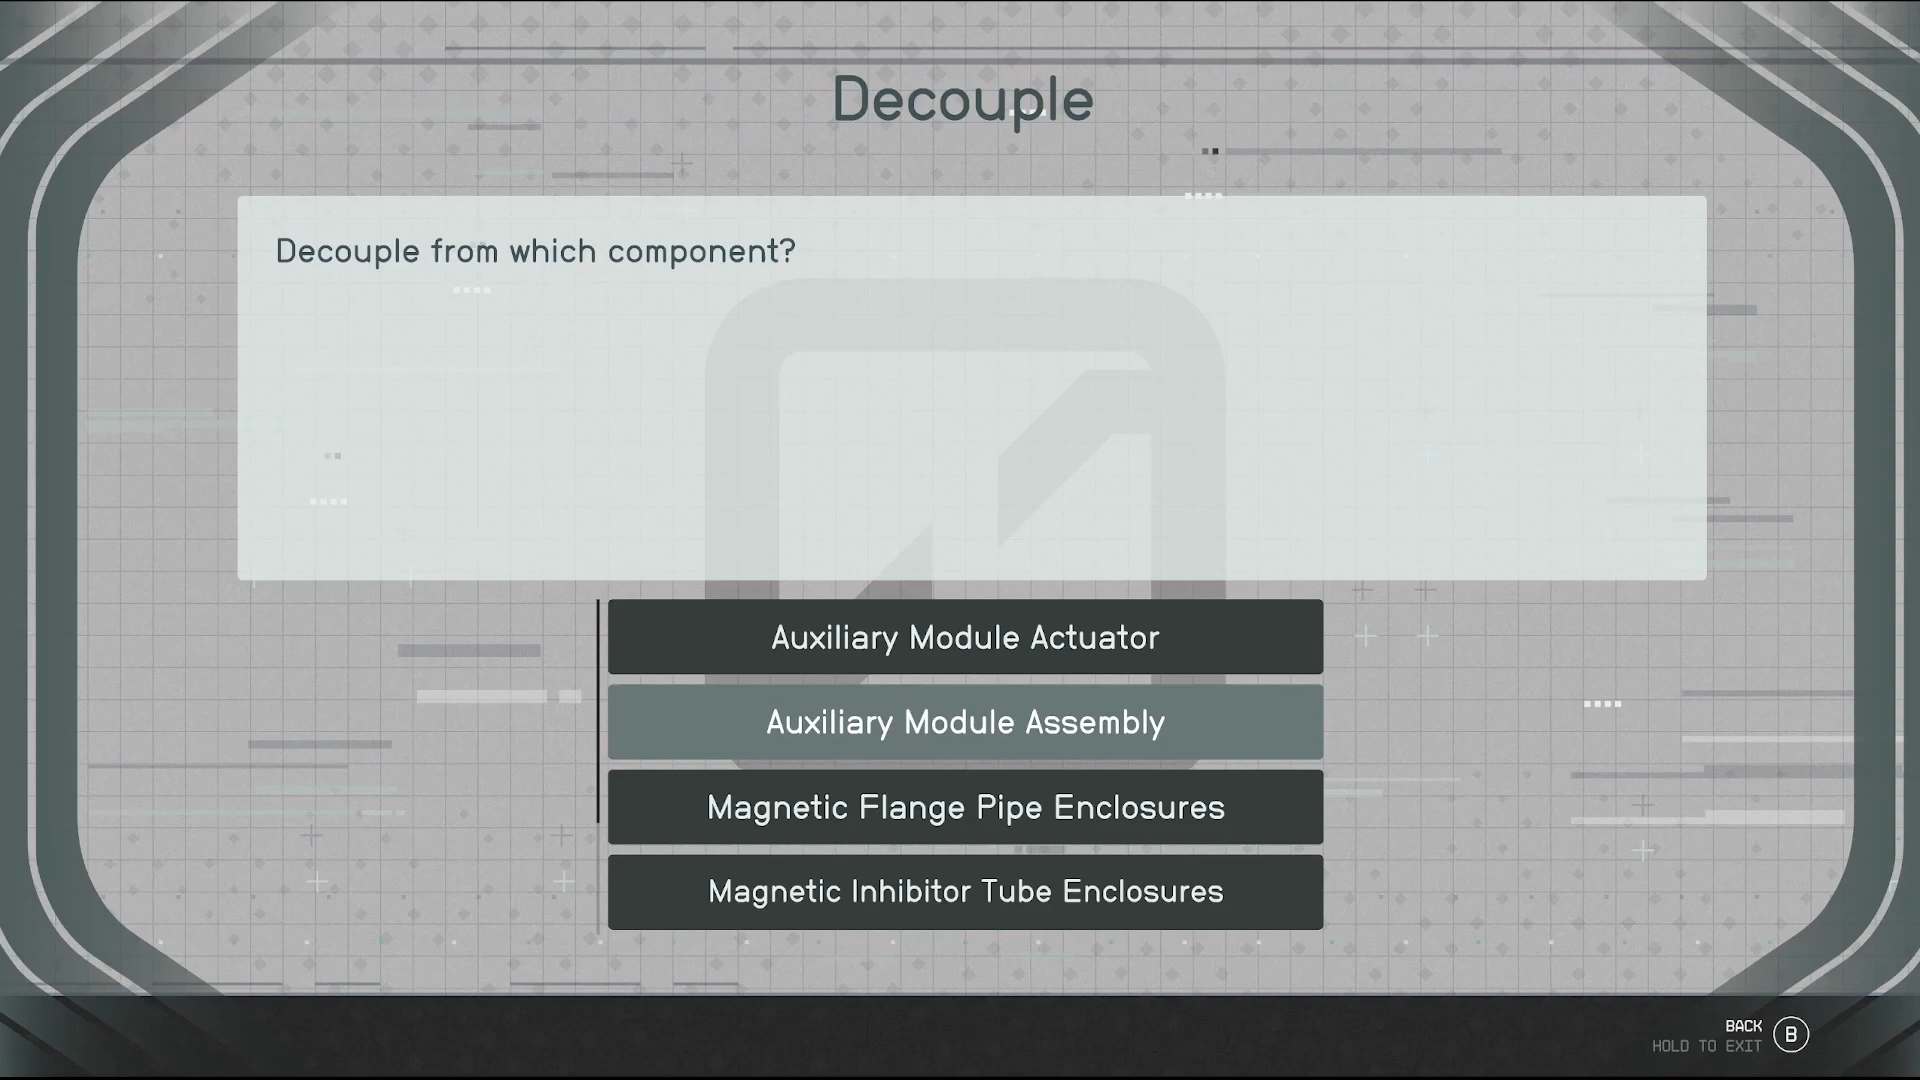 Decouple
Decouple from which component?
Auxiliary Module Actuator
Auxiliary Module Assembly
Magnetic Flange Pipe Enclosures
Magnetic Inhibitor Tube Enclosures
BACK
HOLD TO EXIT
B